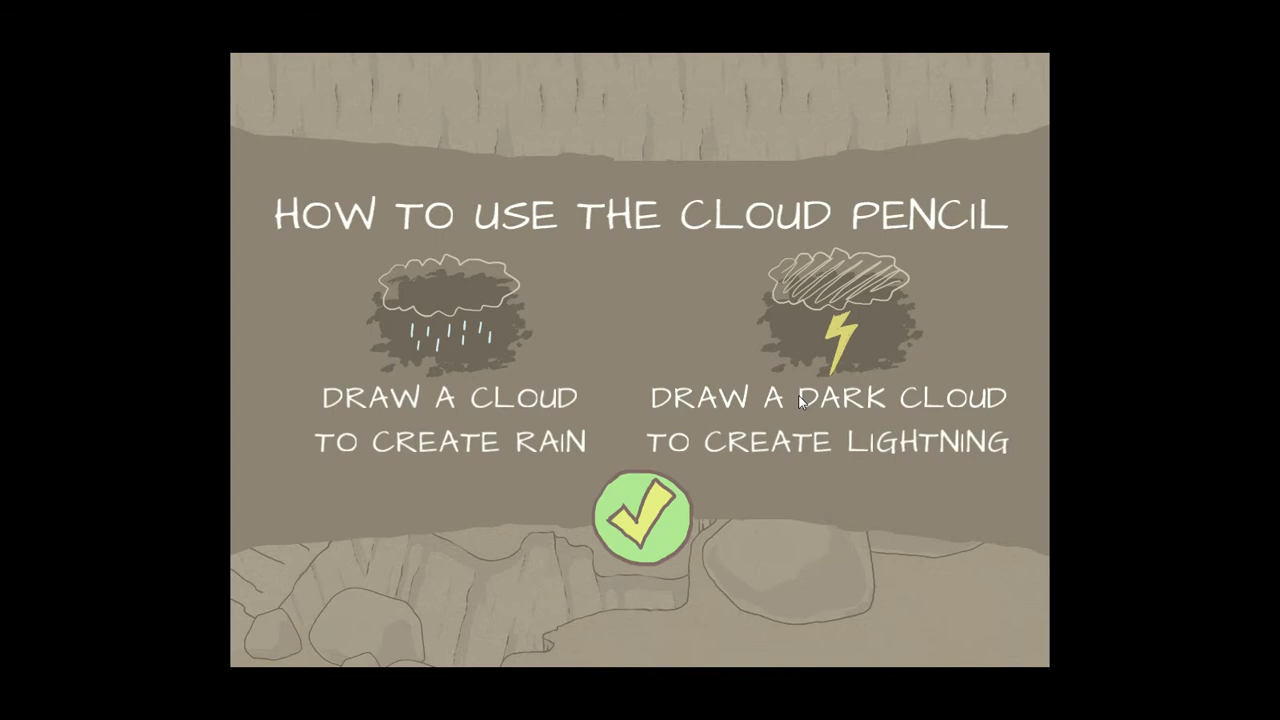 HOW TO USE THE CLOUD PENCIL
DRAW A CLOUD
TO CREATE RAIN
DRAW A DARK CLOUD
TO CREATE LIGHTNING